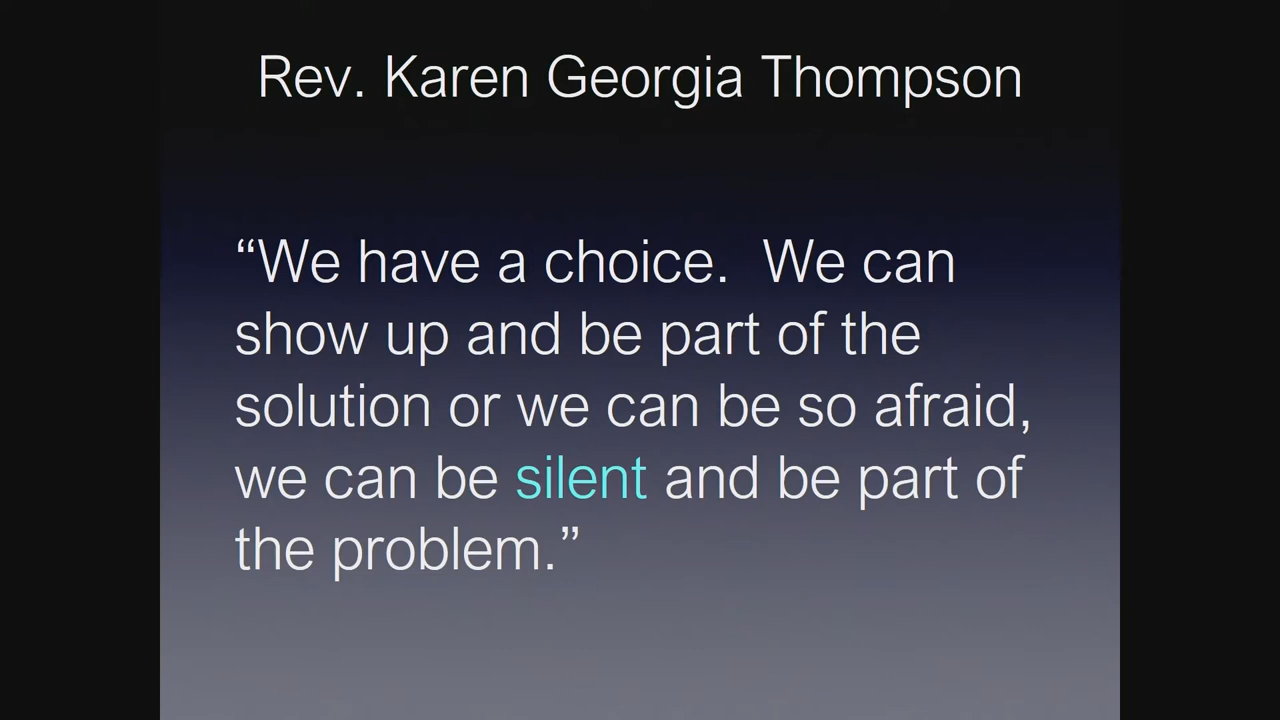 Rev. Karen Georgia Thompson
“We have a choice.  We can
show up and be part of the
solution or we can be so afraid,
we can be silent and be part of
the problem.”